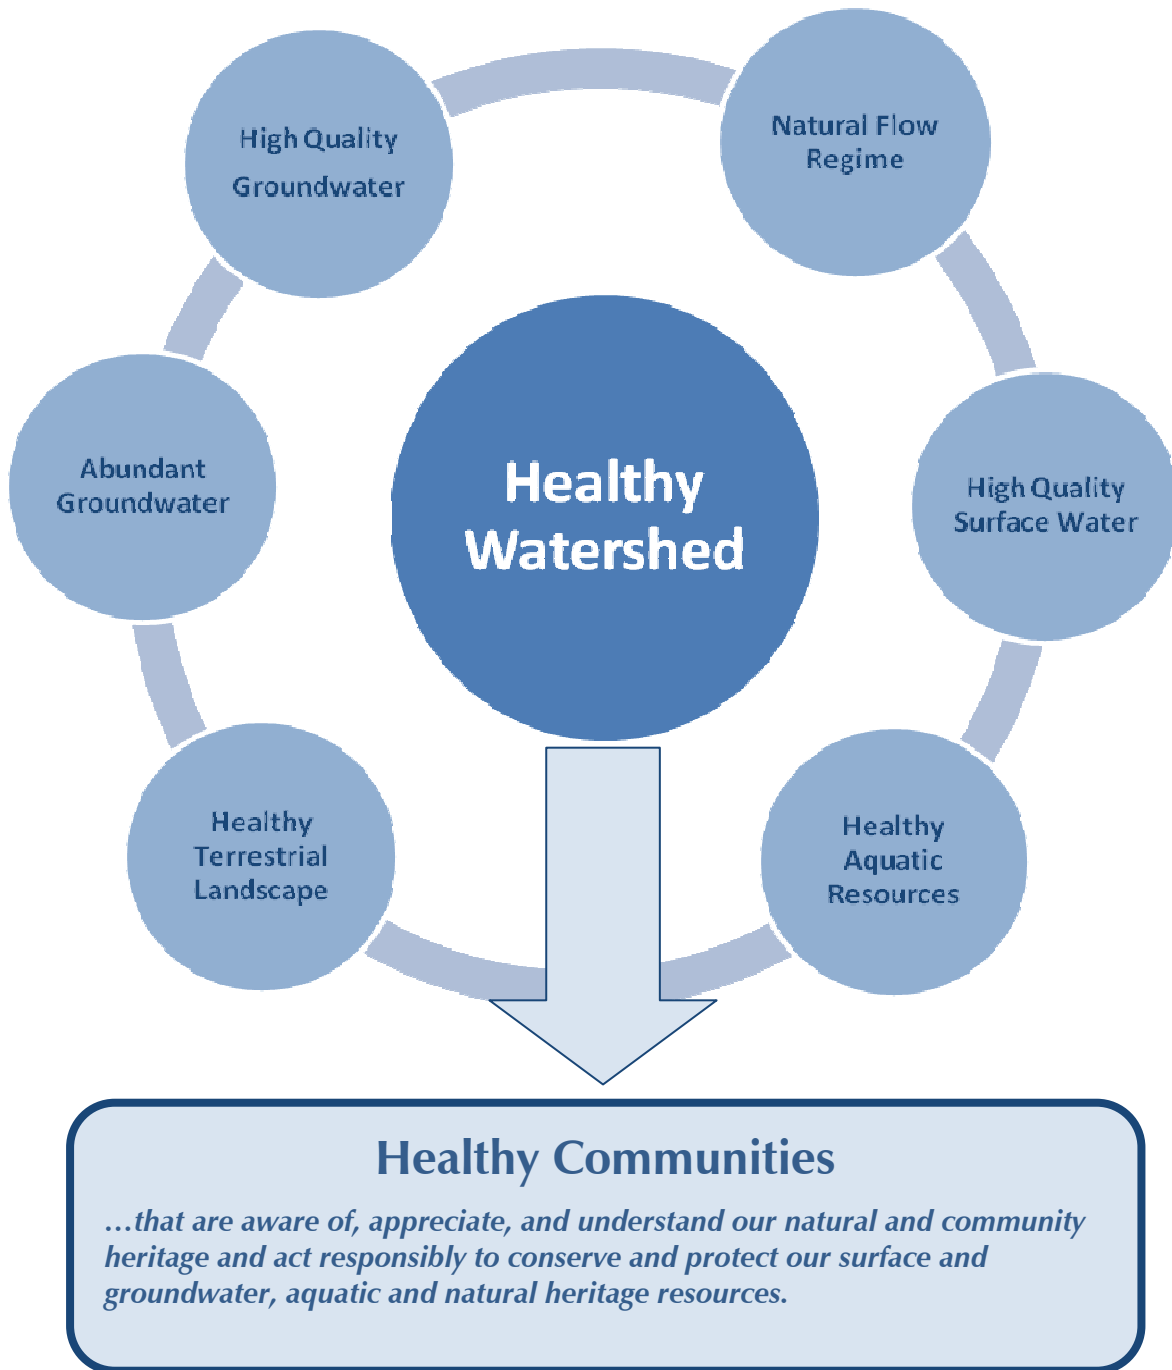 High Quality
Groundwater
Natural Flow
Regime
Abundant
Groundwater
Healthy
Watershed
High Quality
Surface Water
Healthy
Terrestrial
Landscape
Healthy
Aquatic
Resources
Healthy Communities
…that are aware of, appreciate, and understand our natural and community
heritage and act responsibly to conserve and protect our surface and
groundwater, aquatic and natural heritage resources.